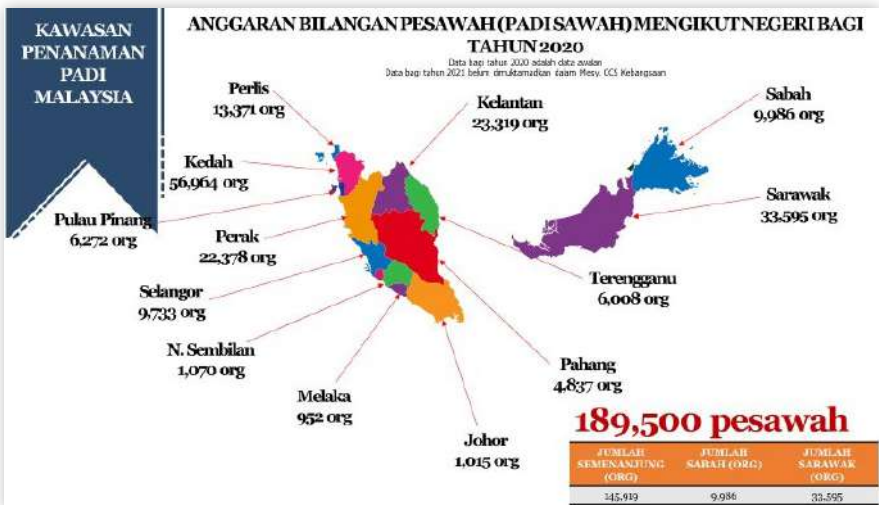 KAWASAN
PENANAMAN
PADI
MALAYSIA
ANGGARAN BILANGAN PESAWAH (PADI SAWAH) MENGIKUT NEGERI BAGI
TAHUN 2020
Data bagi tahun 2020 adalah data awalan
Data bagi tahun 2021 belum dimuktamadkan dalam Mesy. CCS Kebangsaan
Perlis
13,371 org
Kelantan
23,319 org
Sabah
9,986 org
Kedah
56,964 org
Sarawak
33,595 org
Pulau Pinang
6,272 org
Perak
22,378 org
Terengganu
6,008 org
Selangor
9,733 org
N. Sembilan
1,070 org
Pahang
4,837 org
Melaka
952 org
Johor
1,015 org
189,500 pesawah
JUMLAH SEMENANJUNG (ORG)
JUMLAH SABAH (ORG)
JUMLAH SARAWAK (ORG)
145,919
9,986
33,595